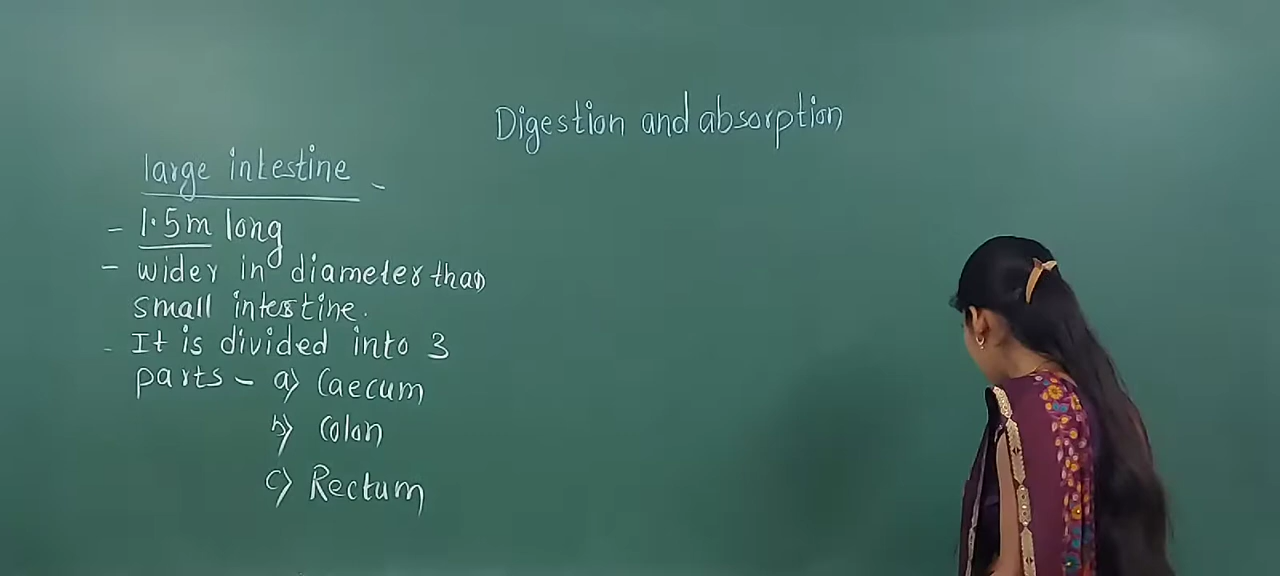 Digestion and absorption
large intestine -
- 1.5m long
- wider in diameter than
small intestine.
- It is divided into 3
parts - a) Caecum
b) Colon
c) Rectum